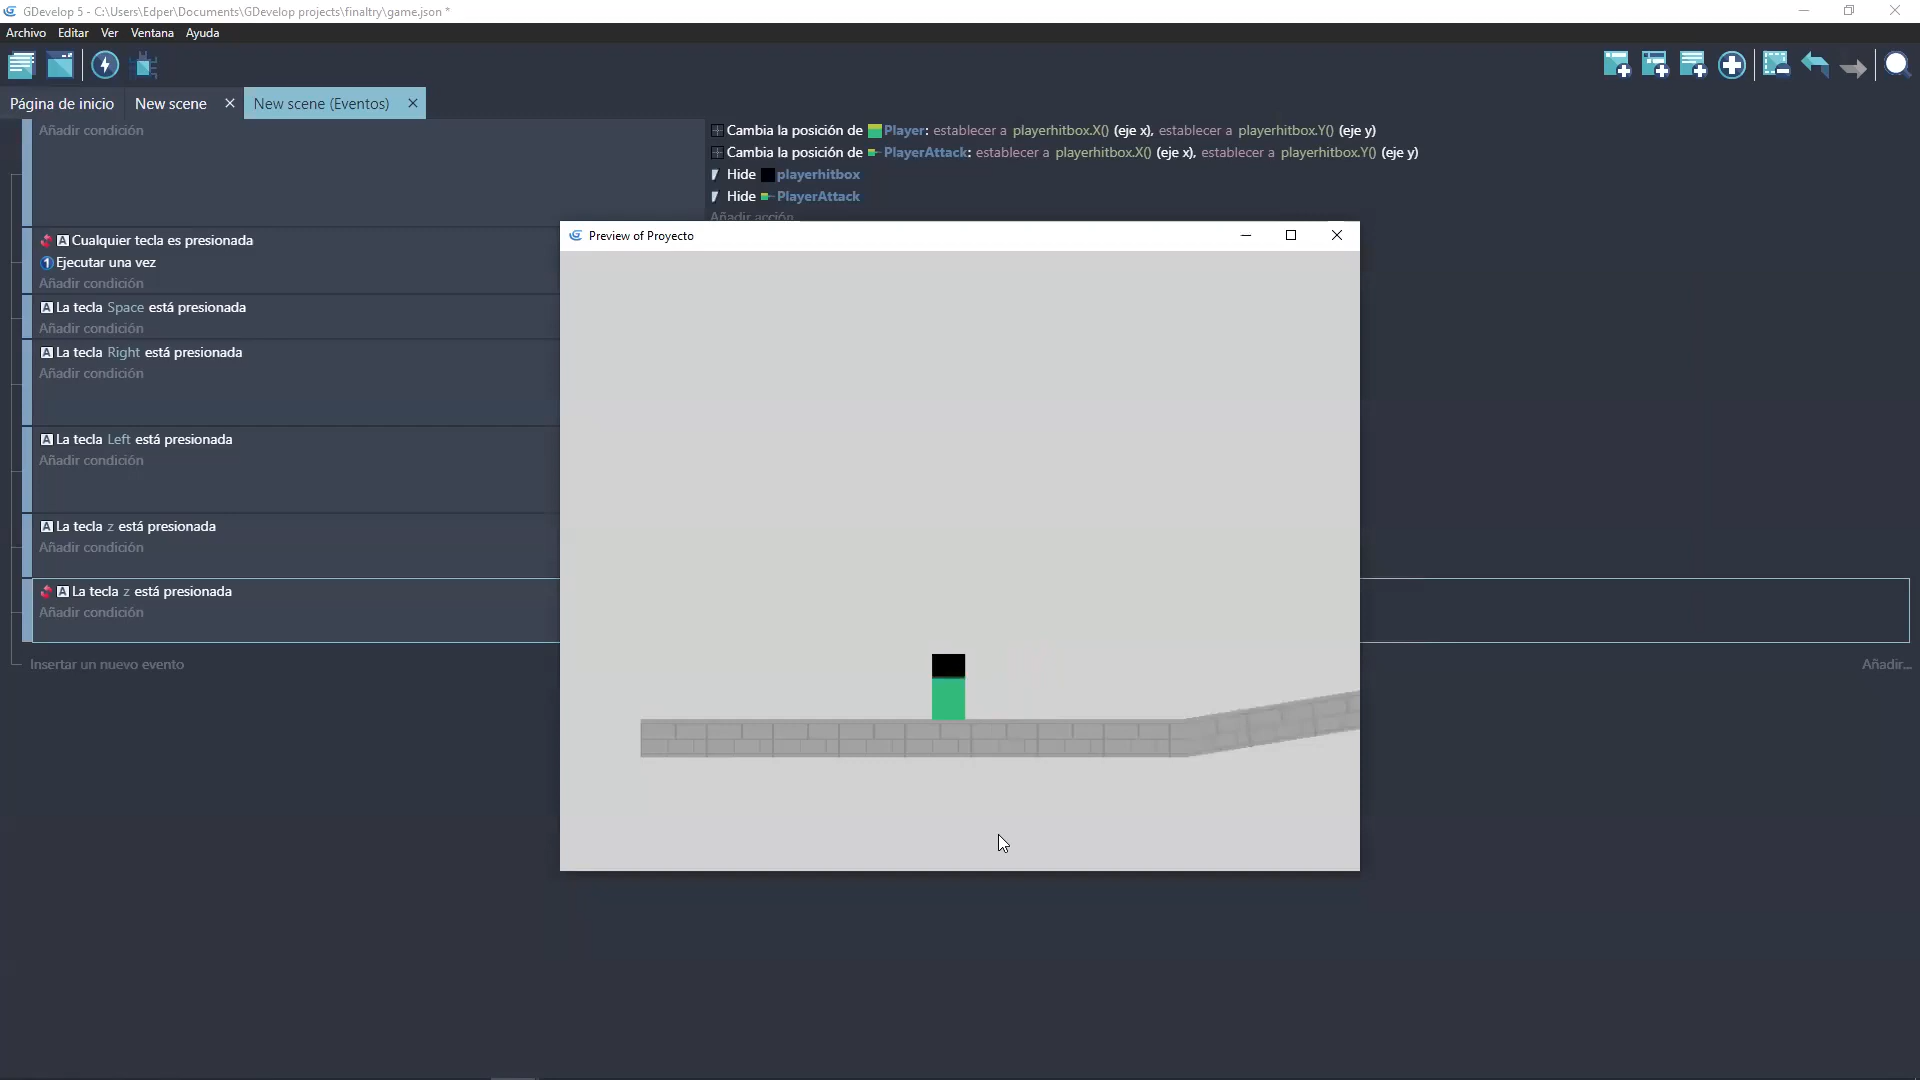 GDevelop 5 - C:\Users\Edper\Documents\GDevelop projects\finaltry\game.json *
Archivo Editar Ver Ventana Ayuda
Página de inicio New scene New scene (Eventos)
Añadir condición
Cambia la posición de Player: establecer a playerhitbox.X() (eje x), establecer a playerhitbox.Y() (eje y)
Cambia la posición de PlayerAttack: establecer a playerhitbox.X() (eje x), establecer a playerhitbox.Y() (eje y)
Hide playerhitbox
Hide PlayerAttack
Añadir acción
Cualquier tecla es presionada
Ejecutar una vez
Añadir condición
La tecla Space está presionada
Añadir condición
La tecla Right está presionada
Añadir condición
La tecla Left está presionada
Añadir condición
La tecla z está presionada
Añadir condición
La tecla z está presionada
Añadir condición
Insertar un nuevo evento
Añadir...
Preview of Proyecto